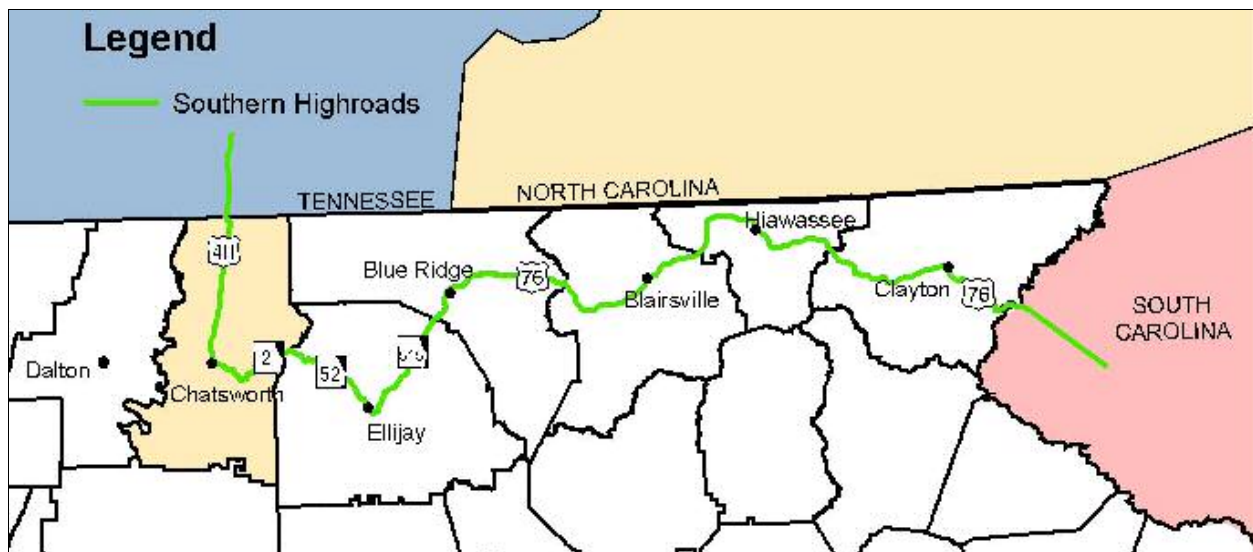 Legend
Southern Highroads
TENNESSEE
NORTH CAROLINA
411
Hiawassee
Blue Ridge
76
Blairsville
Clayton
76
SOUTH
CAROLINA
Dalton
2
52
515
Chatsworth
Ellijay